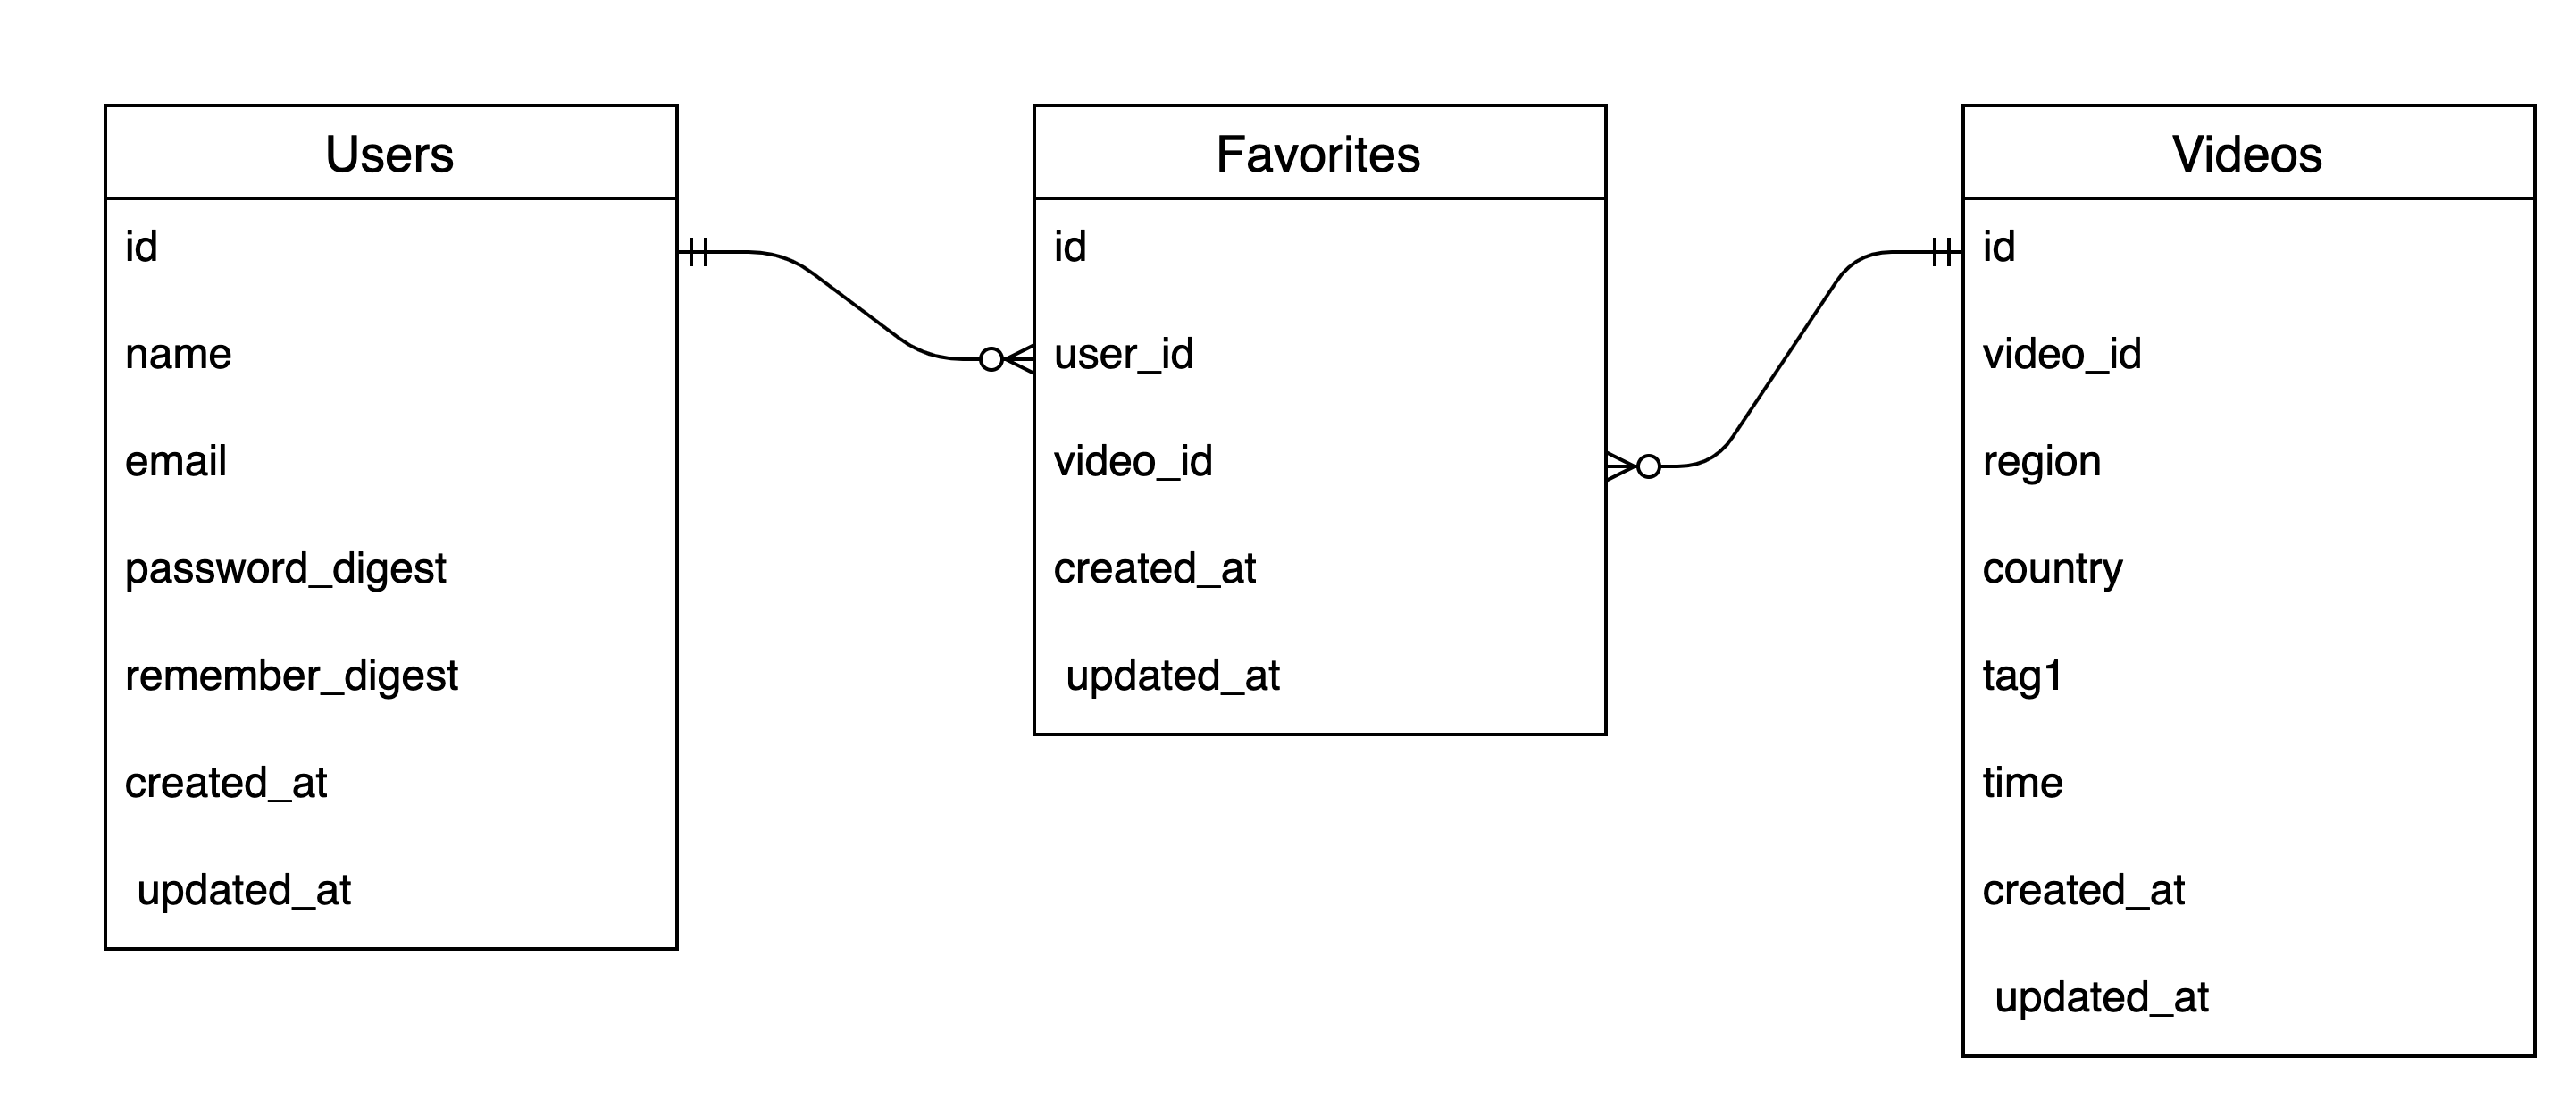 Users
id
name
email
password_digest
remember_digest
created_at
updated_at
Favorites
id
user_id
video_id
created_at
updated_at
Videos
id
video_id
region
country
tag1
time
created_at
updated_at